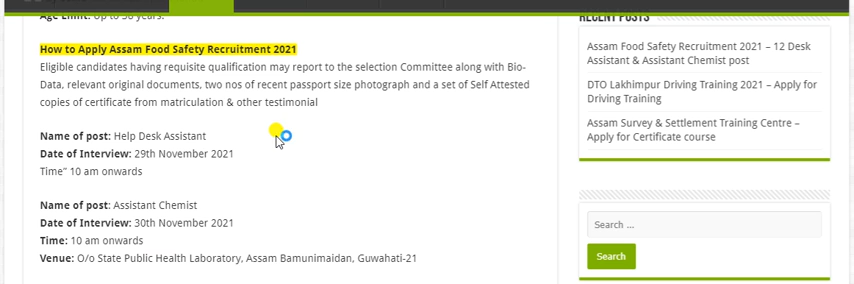 Age Limit: Up to 38 years.
How to Apply Assam Food Safety Recruitment 2021
Eligible candidates having requisite qualification may report to the selection Committee along with Bio-
Data, relevant original documents, two nos of recent passport size photograph and a set of Self Attested
copies of certificate from matriculation & other testimonial
Name of post: Help Desk Assistant
Date of Interview: 29th November 2021
Time” 10 am onwards
Name of post: Assistant Chemist
Date of Interview: 30th November 2021
Time: 10 am onwards
Venue: O/o State Public Health Laboratory, Assam Bamunimaidan, Guwahati-21
RECENT POSTS
Assam Food Safety Recruitment 2021 – 12 Desk
Assistant & Assistant Chemist post
DTO Lakhimpur Driving Training 2021 – Apply for
Driving Training
Assam Survey & Settlement Training Centre –
Apply for Certificate course
Search ...
Search